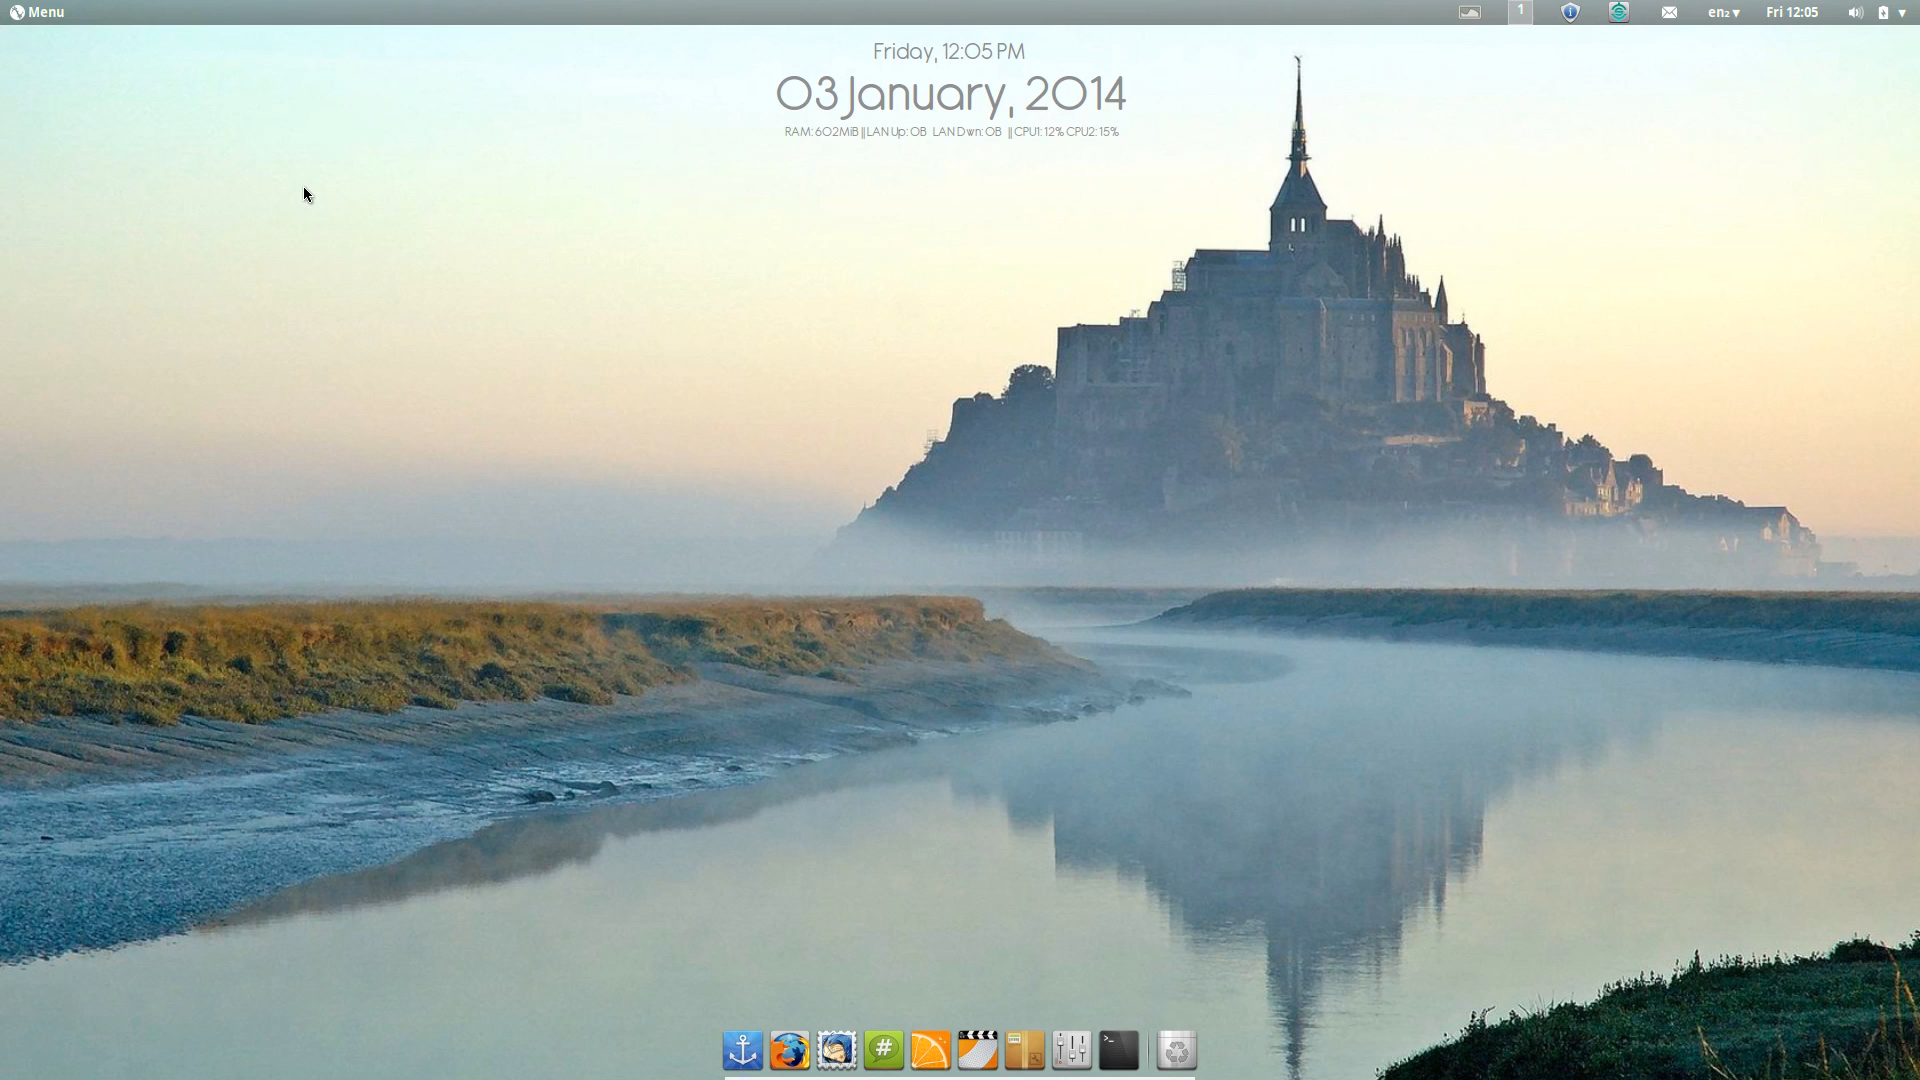 Menu
1
en₂
Fri 12:05
Friday, 12:05 PM
03 January, 2014
RAM: 602MiB || LAN Up: 0B LAN Dwn: 0B || CPU1: 12% CPU2: 15%
#
>_